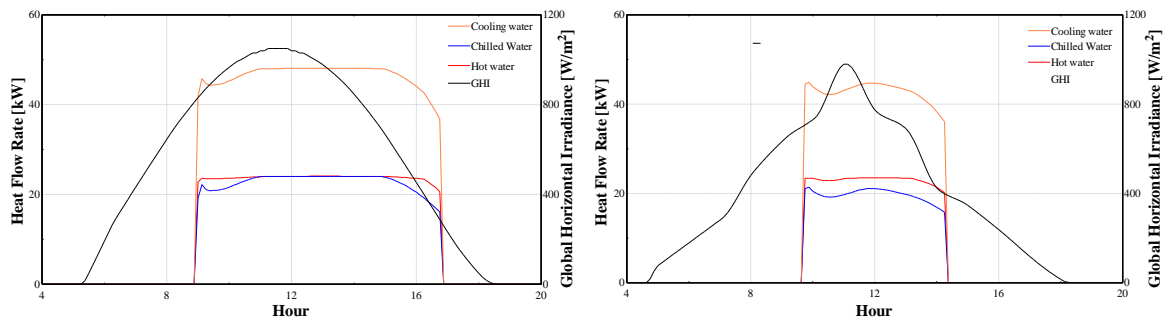 60
40
20
0
Heat Flow Rate [kW]
4
8
12
16
20
Hour
1200
800
400
0
Global Horizontal Irradiance [W/m²]
Cooling water
Chilled Water
Hot water
GHI
60
40
20
0
Heat Flow Rate [kW]
4
8
12
16
20
Hour
1200
800
400
0
Global Horizontal Irradiance [W/m²]
Cooling water
Chilled Water
Hot water
GHI